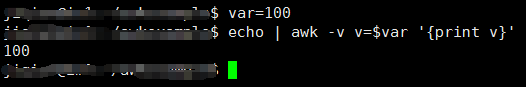 $ var=100
$ echo | awk -v v=$var '{print v}'
100
$